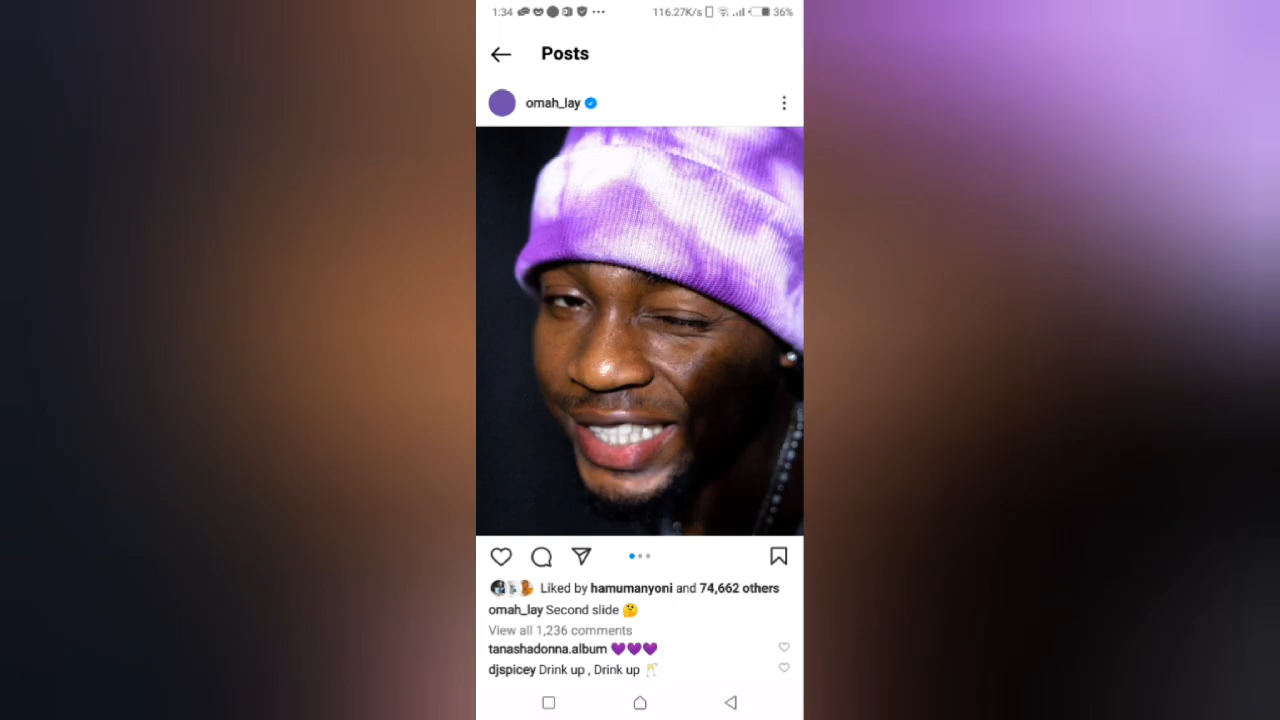 1:34 116.27K/s 36%
Posts
omah_lay
Liked by hamumanyoni and 74,662 others
omah_lay Second slide 🤔
View all 1,236 comments
tanashadonna.album 💜💜💜
djspicey Drink up , Drink up 🥂